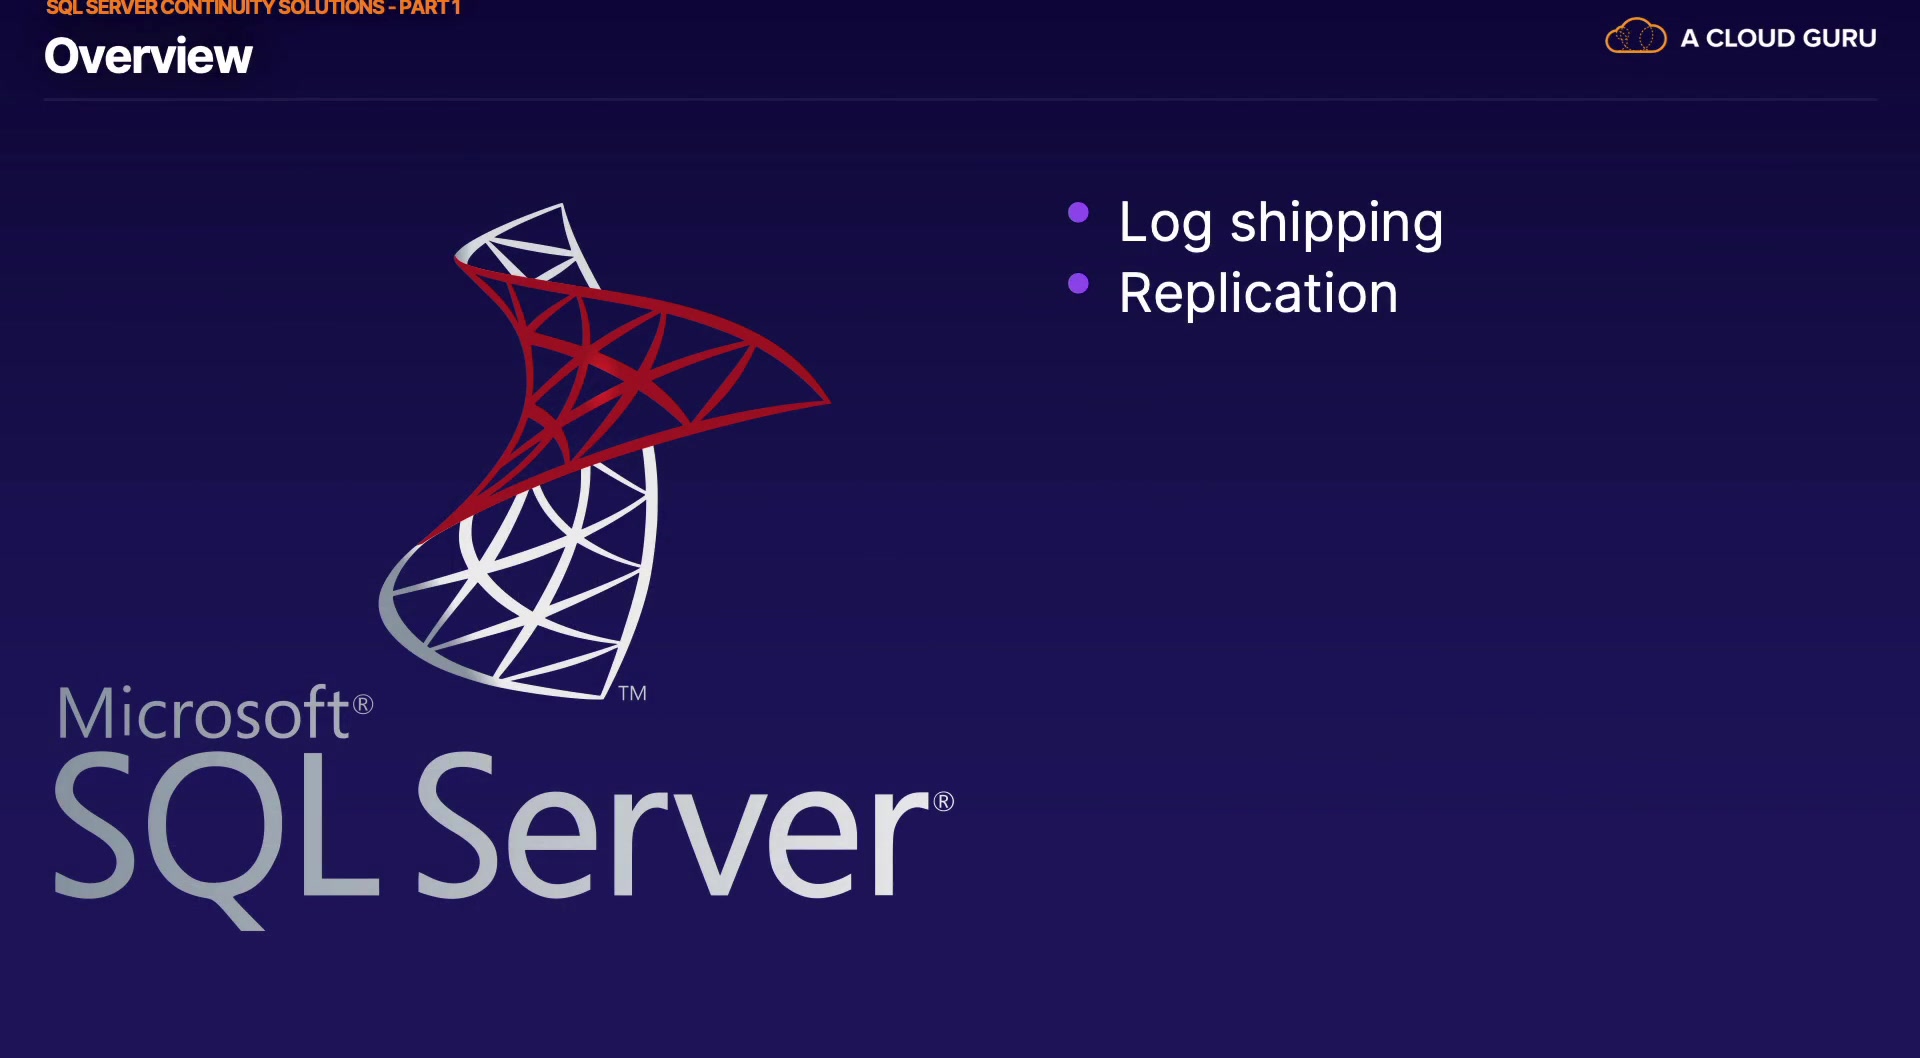 SQL SERVER CONTINUITY SOLUTIONS - PART 1
Overview
A CLOUD GURU
Log shipping
Replication
TM
Microsoft®
SQL Server®